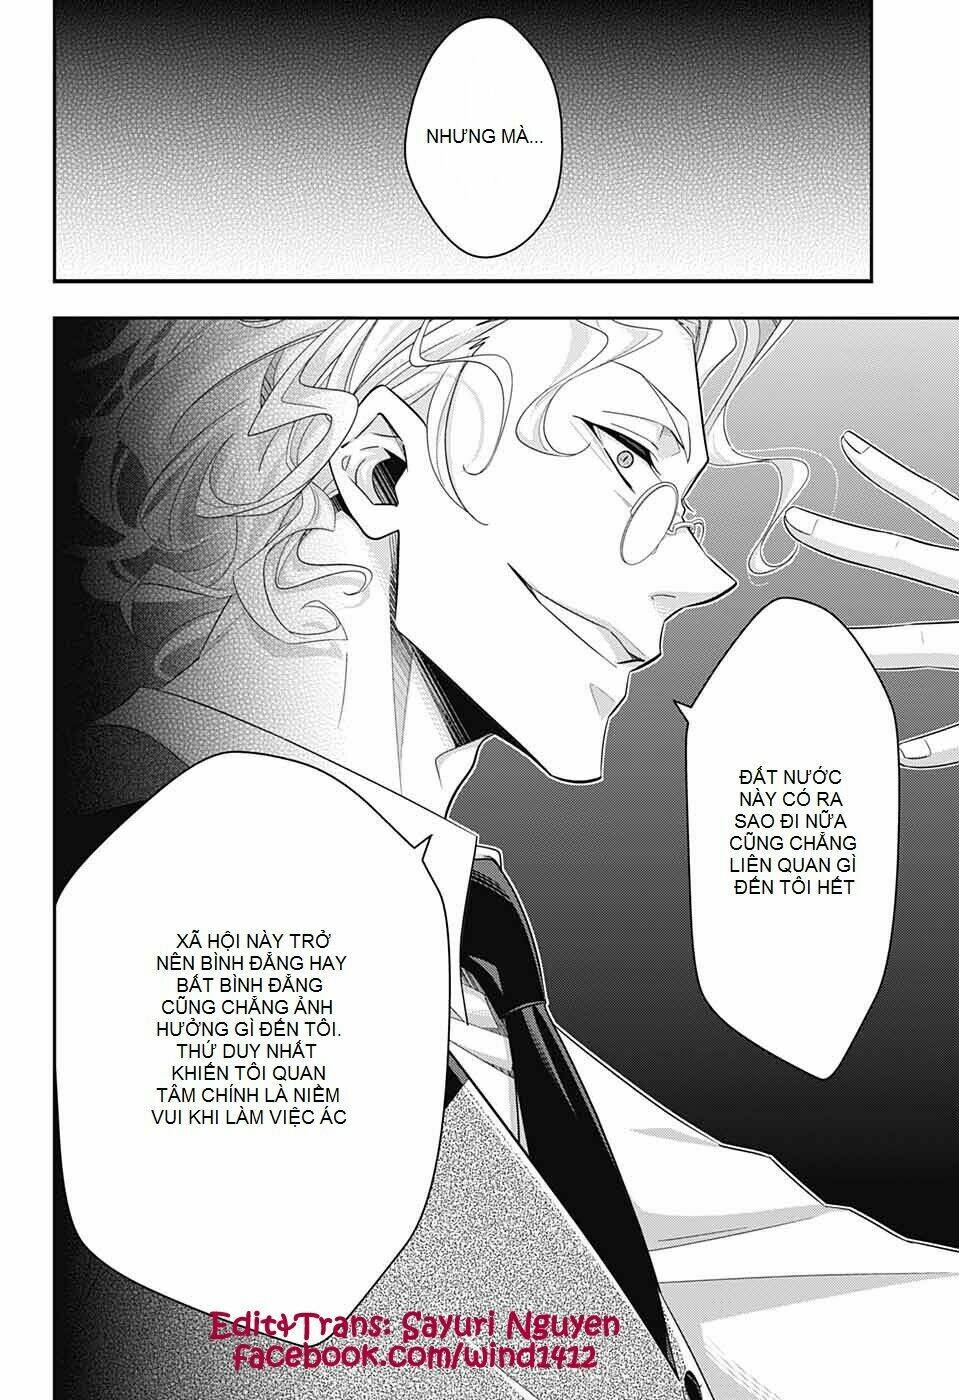 NHƯNG MÀ...
ĐẤT NƯỚC
NÀY CÓ RA
SAO ĐI NỮA
CŨNG CHẲNG
LIÊN QUAN GÌ
ĐẾN TÔI HẾT
XÃ HỘI NÀY TRỞ
NÊN BÌNH ĐẲNG HAY
BẤT BÌNH ĐẲNG
CŨNG CHẲNG ẢNH
HƯỞNG GÌ ĐẾN TÔI.
THỨ DUY NHẤT
KHIẾN TÔI QUAN
TÂM CHÍNH LÀ NIỀM
VUI KHI LÀM VIỆC ÁC
Edit&Trans: Sayuri Nguyen
facebook.com/wind1412